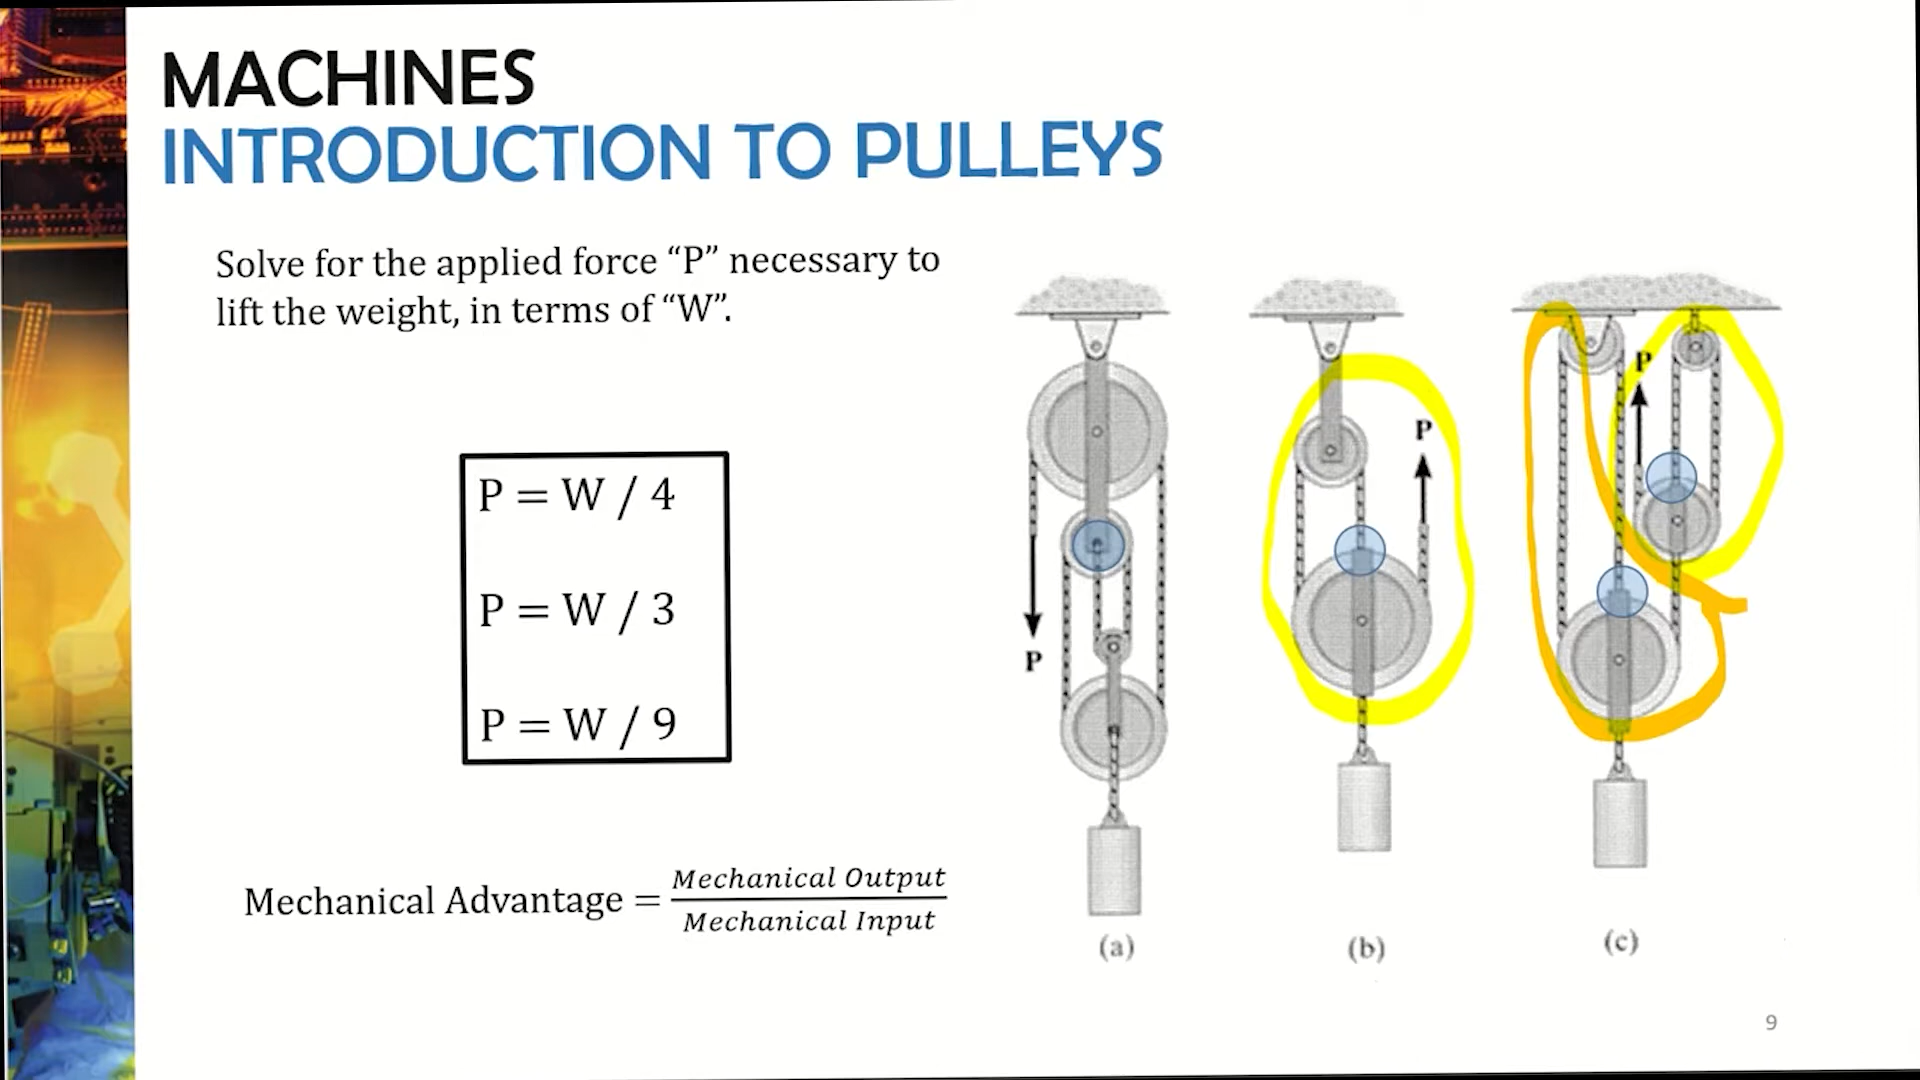 MACHINES
INTRODUCTION TO PULLEYS
Solve for the applied force “P” necessary to
lift the weight, in terms of “W”.
P = W / 4
P = W / 3
P = W / 9
Mechanical Advantage = Mechanical Output
Mechanical Input
P
P
P
(a)
(b)
(c)
9